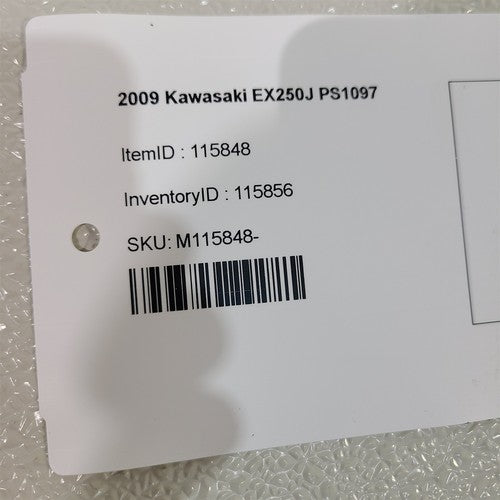 2009 Kawasaki EX250J PS1097
ItemID : 115848
InventoryID : 115856
SKU: M115848-